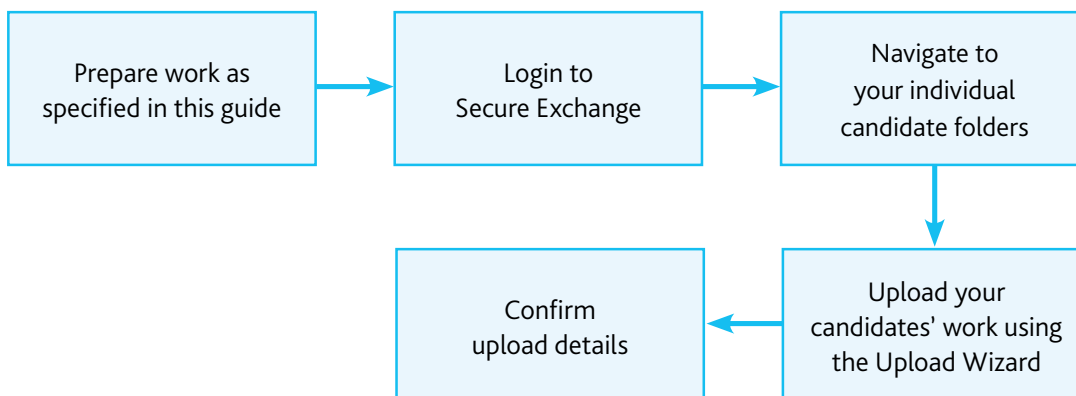 Prepare work as
specified in this guide
Login to
Secure Exchange
Navigate to
your individual
candidate folders
Upload your
candidates’ work using
the Upload Wizard
Confirm
upload details